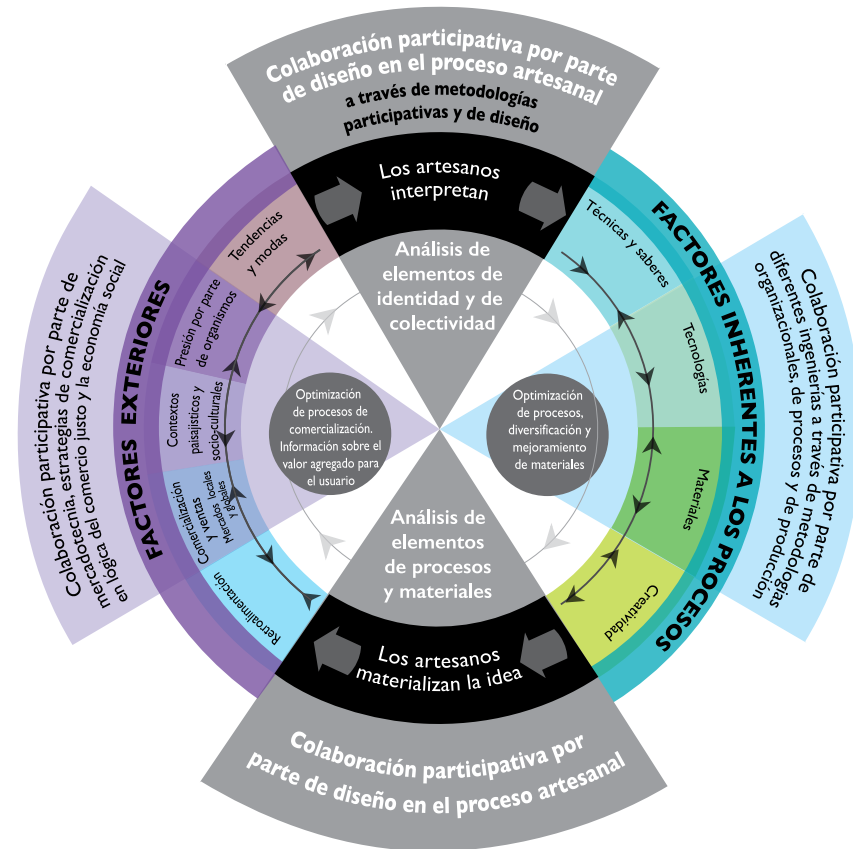 Colaboración participativa por parte
de diseño en el proceso artesanal
a través de metodologías
participativas y de diseño
Los artesanos
interpretan
Análisis de
elementos de
identidad y de
colectividad
FACTORES INHERENTES A LOS PROCESOS
Técnicas y saberes
Tecnologías
Materiales
Creatividad
Colaboración participativa por parte de
diferentes ingenierías a través de metodologías
organizacionales, de procesos y de producción
Optimización
de procesos,
diversificación y
mejoramiento
de materiales
Análisis de
elementos
de procesos
y materiales
Los artesanos
materializan la idea
Colaboración participativa por
parte de diseño en el proceso artesanal
FACTORES EXTERIORES
Tendencias
y modas
Presión por parte
de organismos
Contextos
paisajísticos y
socio-culturales
Comercialización
y ventas
Mercados locales
y globales
Retroalimentación
Optimización
de procesos de
comercialización.
Información sobre el
valor agregado para
el usuario
Colaboración participativa por parte de
mercadotecnia, estrategias de comercialización
en lógica del comercio justo y la economía social